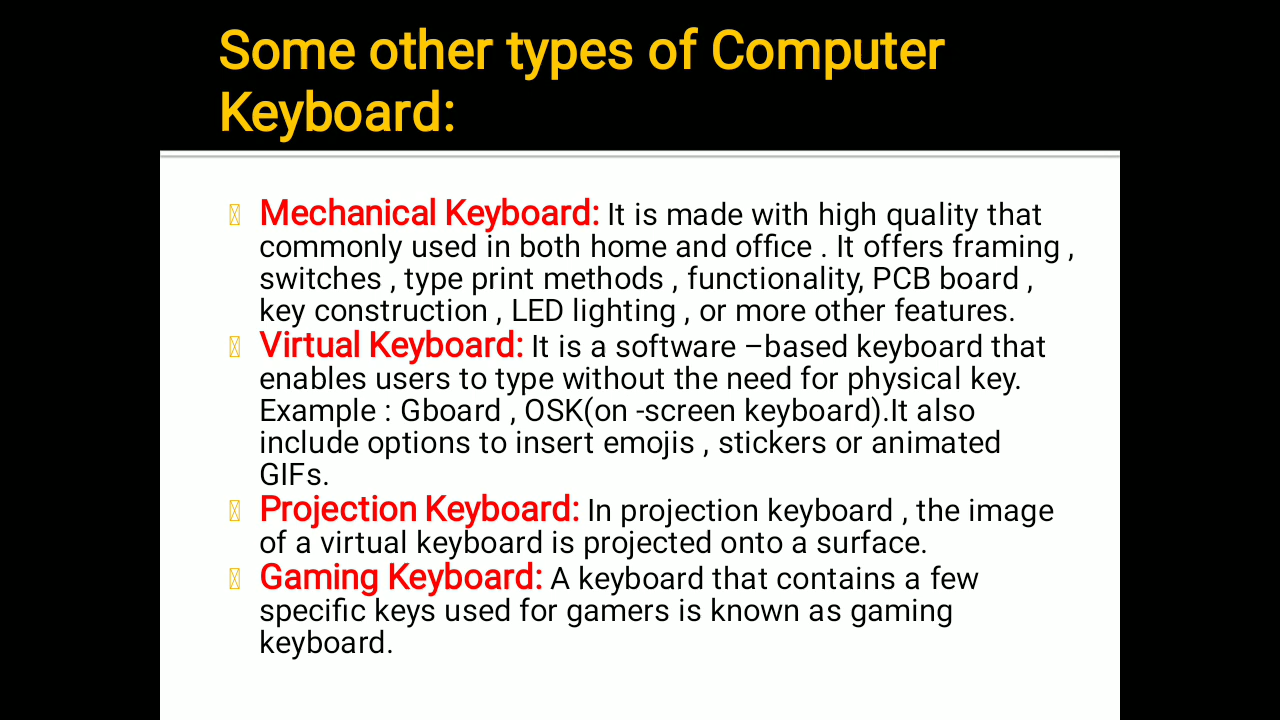 Some other types of Computer
Keyboard:
Mechanical Keyboard: It is made with high quality that
commonly used in both home and office . It offers framing ,
switches , type print methods , functionality, PCB board ,
key construction , LED lighting , or more other features.
Virtual Keyboard: It is a software –based keyboard that
enables users to type without the need for physical key.
Example : Gboard , OSK(on -screen keyboard).It also
include options to insert emojis , stickers or animated
GIFs.
Projection Keyboard: In projection keyboard , the image
of a virtual keyboard is projected onto a surface.
Gaming Keyboard: A keyboard that contains a few
specific keys used for gamers is known as gaming
keyboard.